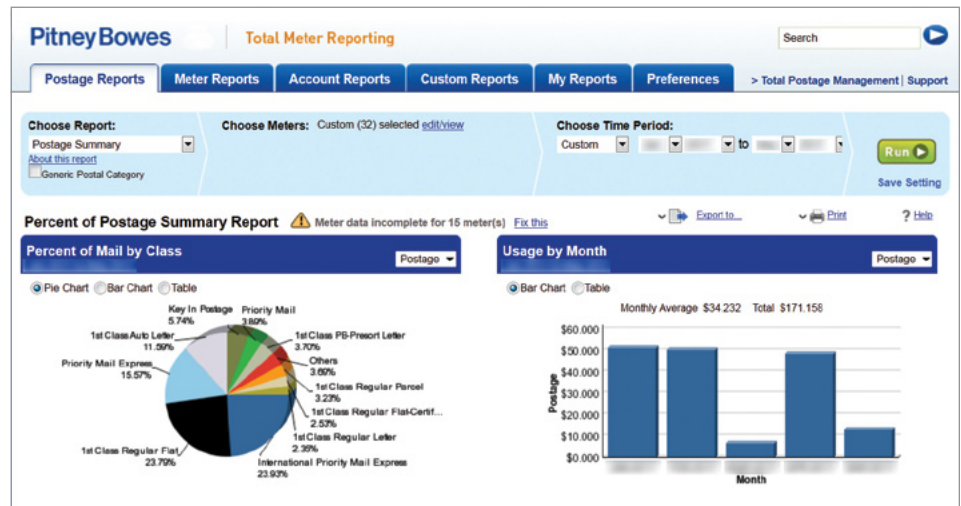 PitneyBowes
Total Meter Reporting
Search
Postage Reports
Meter Reports
Account Reports
Custom Reports
My Reports
Preferences
> Total Postage Management | Support
Choose Report:
Choose Meters: Custom (32) selected edit/view
Choose Time Period:
Postage Summary
Custom
to
About this report
Generic Postal Category
Run
Save Setting
Percent of Postage Summary Report
Meter data incomplete for 15 meter(s) Fix this
Export to...
Print
? Help
Percent of Mail by Class
Postage
Pie Chart
Bar Chart
Table
Key In Postage
5.74%
Priority Mail
3.89%
1st Class Auto Letter
11.59%
1st Class PB-Presort Letter
3.70%
Priority Mail Express
15.57%
Others
3.69%
1st Class Regular Parcel
3.23%
1st Class Regular Flat-Certif...
2.53%
1st Class Regular Letter
2.35%
1st Class Regular Flat
23.79%
International Priority Mail Express
23.93%
Usage by Month
Postage
Bar Chart
Table
Monthly Average $34.232 Total $171.158
$60.000
$50.000
$40.000
$30.000
$20.000
$10.000
$0.000
Postage
Month